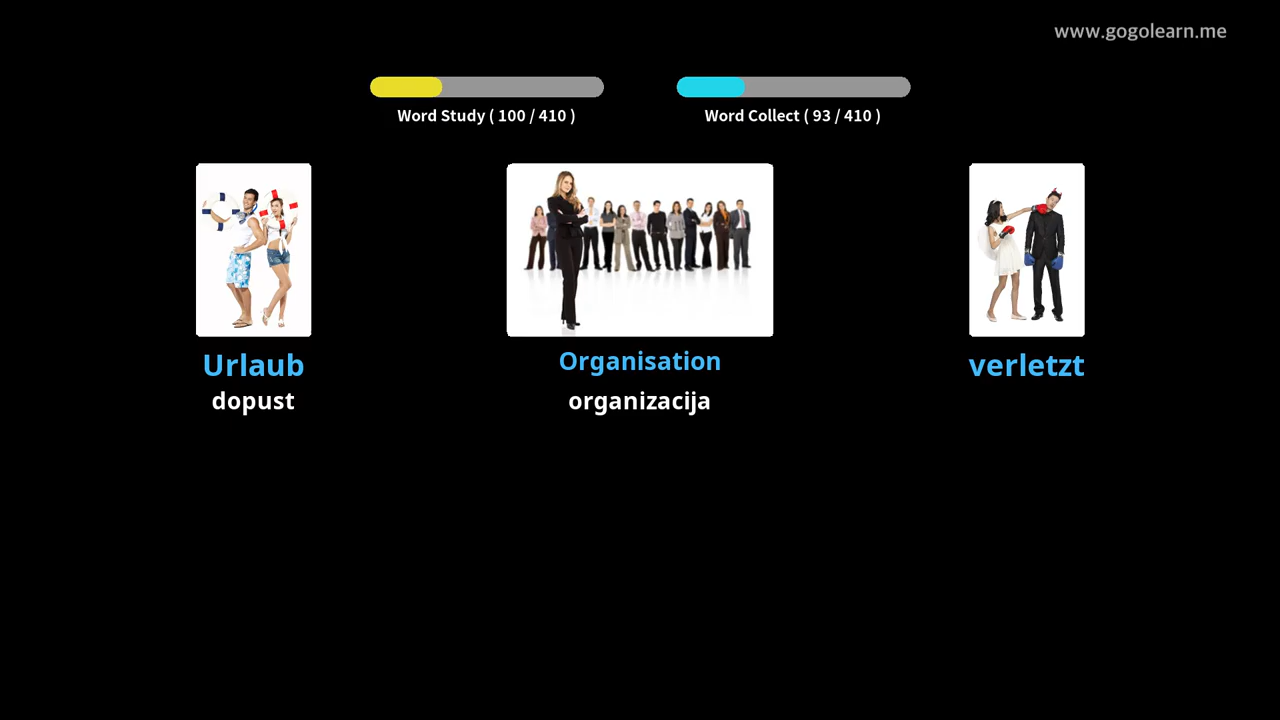 www.gogolearn.me
Word Study ( 100 / 410 )
Word Collect ( 93 / 410 )
Urlaub
dopust
Organisation
organizacija
verletzt